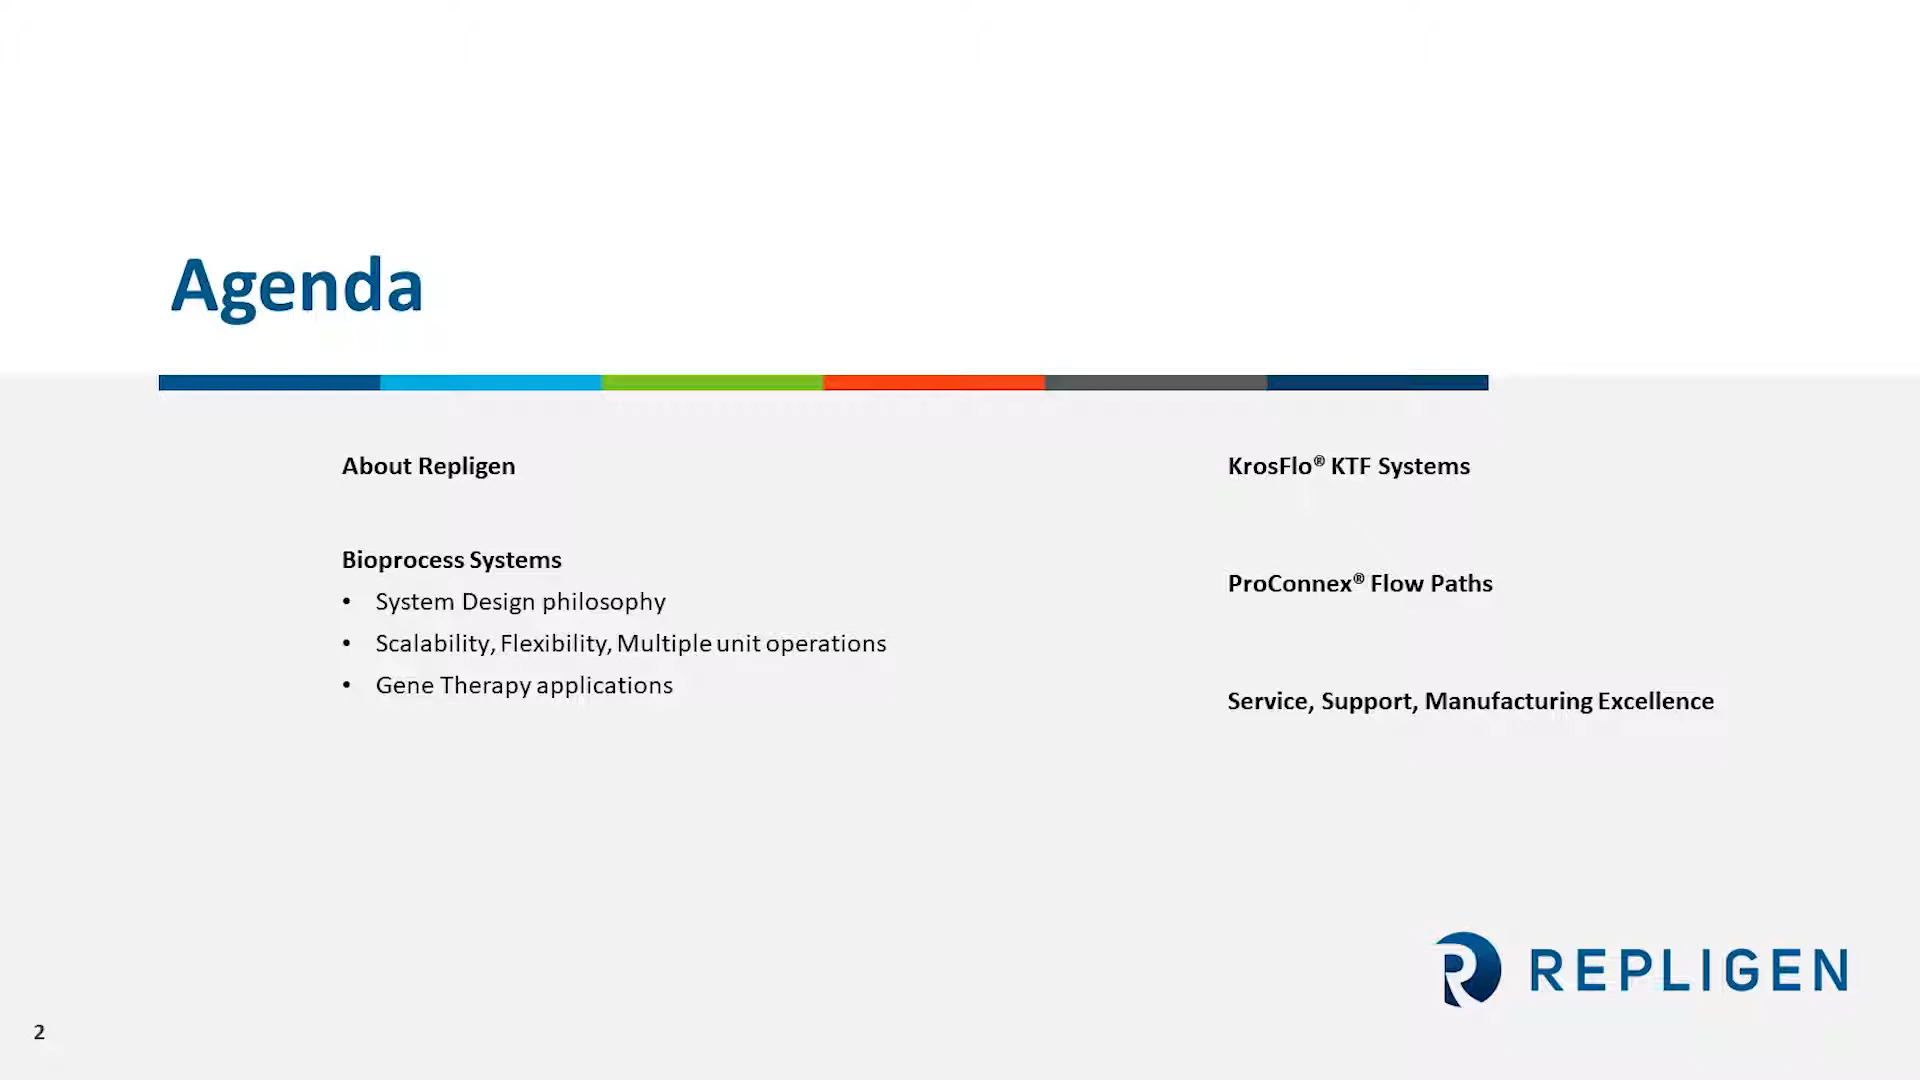 Agenda
About Repligen
Bioprocess Systems
• System Design philosophy
• Scalability, Flexibility, Multiple unit operations
• Gene Therapy applications
KrosFlo® KTF Systems
ProConnex® Flow Paths
Service, Support, Manufacturing Excellence
REPLIGEN
2